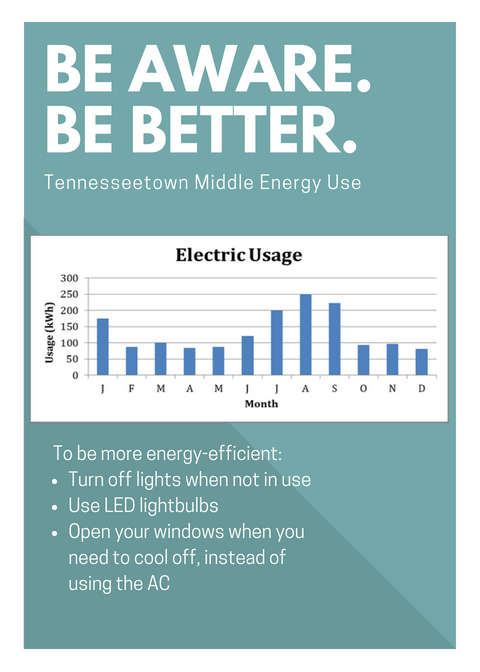 BE AWARE.
BE BETTER.
Tennesseetown Middle Energy Use
Electric Usage
300
250
200
150
100
50
0
Usage (kWh)
J F M A M J J A S O N D
Month
To be more energy-efficient:
• Turn off lights when not in use
• Use LED lightbulbs
• Open your windows when you
need to cool off, instead of
using the AC